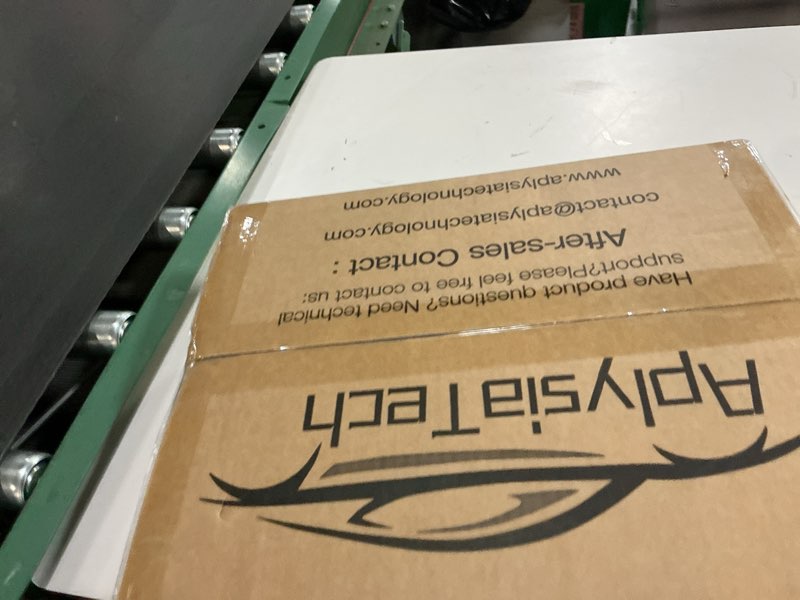 AplysiaTech
Have product questions? Need technical
support?Please feel free to contact us:
After-sales Contact :
contact@aplysiatechnology.com
www.aplysiatechnology.com